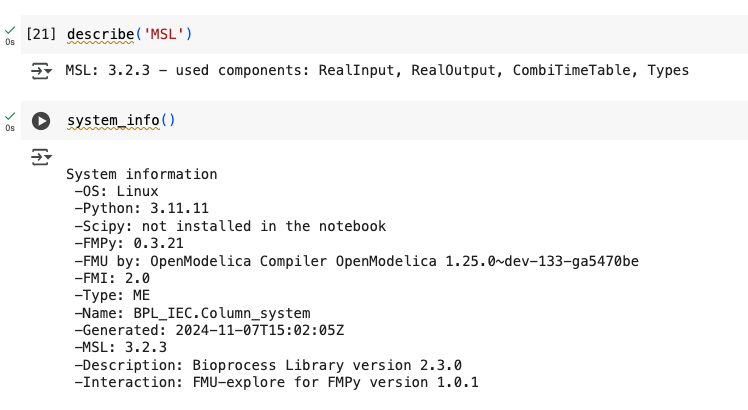 [21] describe('MSL')
0s
MSL: 3.2.3 - used components: RealInput, RealOutput, CombiTimeTable, Types
system_info()
0s
System information
-OS: Linux
-Python: 3.11.11
-Scipy: not installed in the notebook
-FMPy: 0.3.21
-FMU by: OpenModelica Compiler OpenModelica 1.25.0~dev-133-ga5470be
-FMI: 2.0
-Type: ME
-Name: BPL_IEC.Column_system
-Generated: 2024-11-07T15:02:05Z
-MSL: 3.2.3
-Description: Bioprocess Library version 2.3.0
-Interaction: FMU-explore for FMPy version 1.0.1